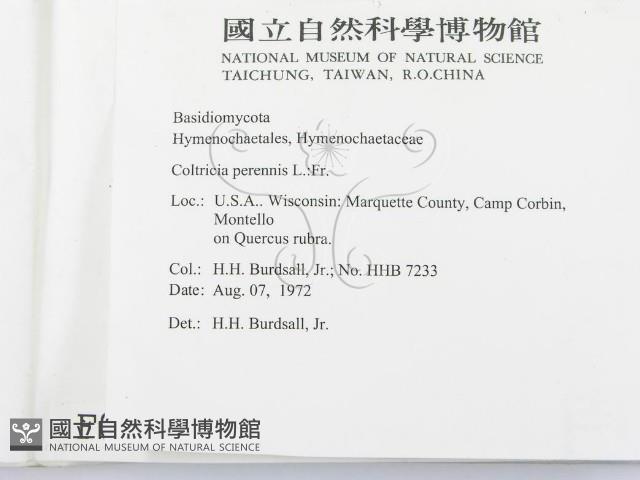 國立自然科學博物館
NATIONAL MUSEUM OF NATURAL SCIENCE
TAICHUNG, TAIWAN, R.O.CHINA
Basidiomycota
Hymenochaetales, Hymenochaetaceae
Coltricia perennis L.:Fr.
Loc.: U.S.A.. Wisconsin: Marquette County, Camp Corbin,
Montello
on Quercus rubra.
Col.: H.H. Burdsall, Jr.; No. HHB 7233
Date: Aug. 07, 1972
Det.: H.H. Burdsall, Jr.
國立自然科學博物館
NATIONAL MUSEUM OF NATURAL SCIENCE